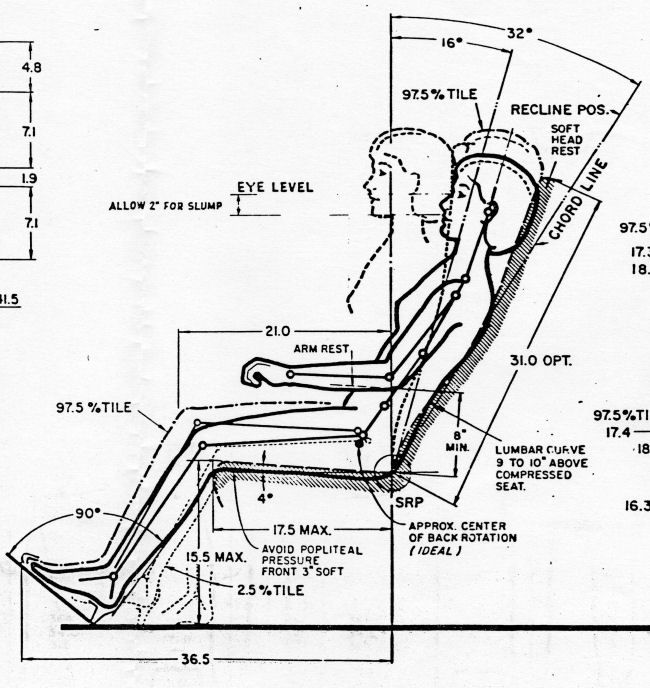 32°
16°
4.8
97.5%TILE
RECLINE POS.
SOFT
HEAD
REST
7.1
CHORD LINE
1.9
EYE LEVEL
ALLOW 2" FOR SLUMP
7.1
97.5%
17.3
18.
21.0
ARM REST
31.0 OPT.
97.5%TILE
97.5%TI
17.4
18
8"
MIN.
LUMBAR CURVE
9 TO 10" ABOVE
COMPRESSED
SEAT.
4°
SRP
16.3
90°
17.5 MAX.
APPROX. CENTER
OF BACK ROTATION
(IDEAL)
15.5 MAX.
AVOID POPLITEAL
PRESSURE
FRONT 3" SOFT
2.5%TILE
36.5